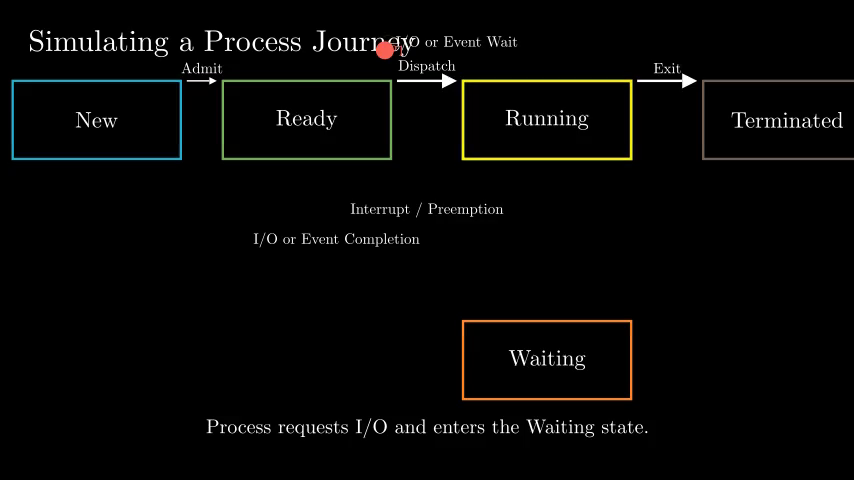 Simulating a Process Journey
I/O or Event Wait
Admit
Dispatch
Exit
New
Ready
Running
Terminated
Interrupt / Preemption
I/O or Event Completion
Waiting
Process requests I/O and enters the Waiting state.